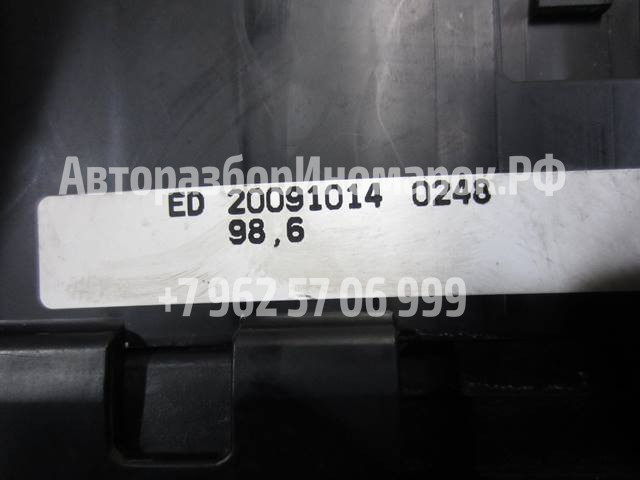 АвторазборИномарок.РФ
ED 20091014 0248
98,6
+7 962 57 06 999